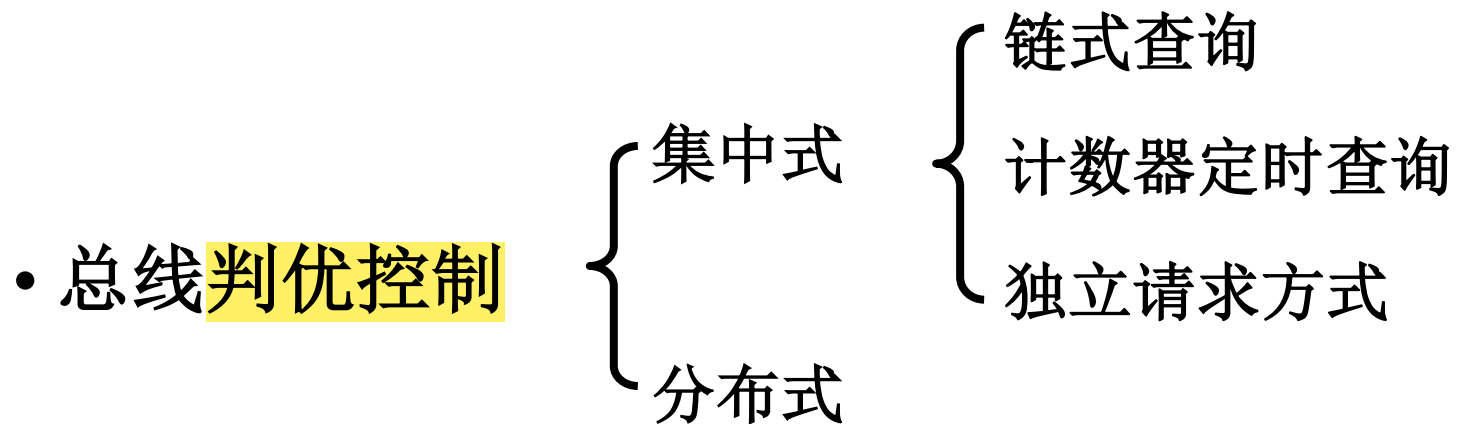 链式查询
集中式
计数器定时查询
• 总线判优控制
独立请求方式
分布式